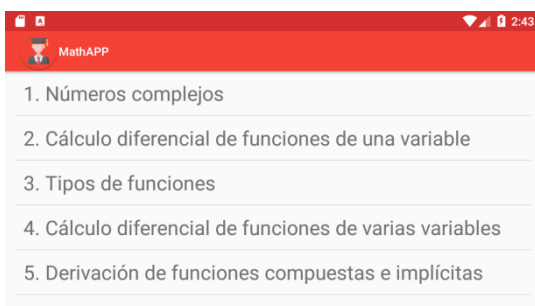 2:43
MathAPP
1. Números complejos
2. Cálculo diferencial de funciones de una variable
3. Tipos de funciones
4. Cálculo diferencial de funciones de varias variables
5. Derivación de funciones compuestas e implícitas